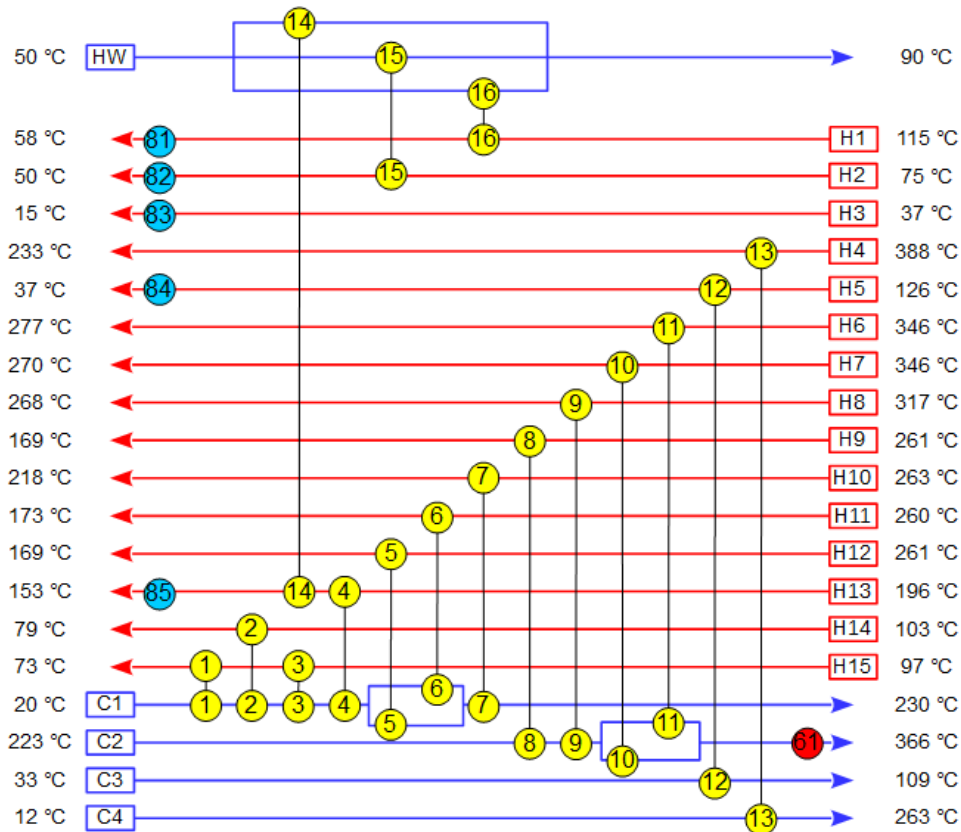 14
50 °C HW 15 90 °C
16
58 °C 81 16 H1 115 °C
50 °C 82 15 H2 75 °C
15 °C 83 H3 37 °C
233 °C 13 H4 388 °C
37 °C 84 12 H5 126 °C
277 °C 11 H6 346 °C
270 °C 10 H7 346 °C
268 °C 9 H8 317 °C
169 °C 8 H9 261 °C
218 °C 7 H10 263 °C
173 °C 6 H11 260 °C
169 °C 5 H12 261 °C
153 °C 85 14 4 H13 196 °C
79 °C 2 H14 103 °C
73 °C 1 3 H15 97 °C
6
20 °C C1 1 2 3 4 7 230 °C
5
11
223 °C C2 8 9 61 366 °C
10
33 °C C3 12 109 °C
12 °C C4 13 263 °C